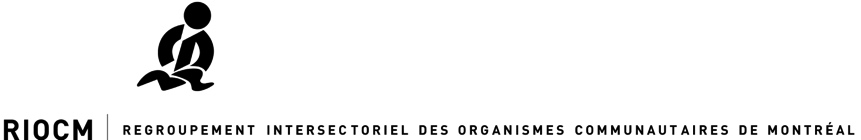 RIOCM | REGROUPEMENT INTERSECTORIEL DES ORGANISMES COMMUNAUTAIRES DE MONTRÉAL